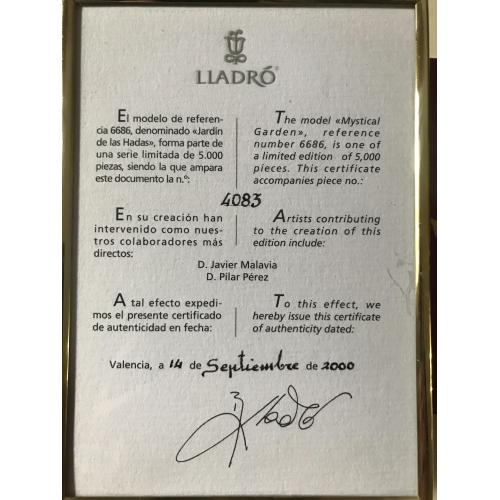 LLADRÓ®
El modelo de referen-
cia 6686, denominado «Jardín
de las Hadas», forma parte de
una serie limitada de 5.000
piezas, siendo la que ampara
este documento la n.º:
The model «Mystical
Garden», reference
number 6686, is one of
a limited edition of 5,000
pieces. This certificate
accompanies piece no.:
4083
En su creación han
intervenido como nues-
tros colaboradores más
directos:
Artists contributing
to the creation of this
edition include:
D. Javier Malavia
D. Pilar Pérez
A tal efecto expedi-
mos el presente certificado
de autenticidad en fecha:
To this effect, we
hereby issue this certificate
of authenticity dated:
Valencia, a 14 de Septiembre de 2000
Lladró